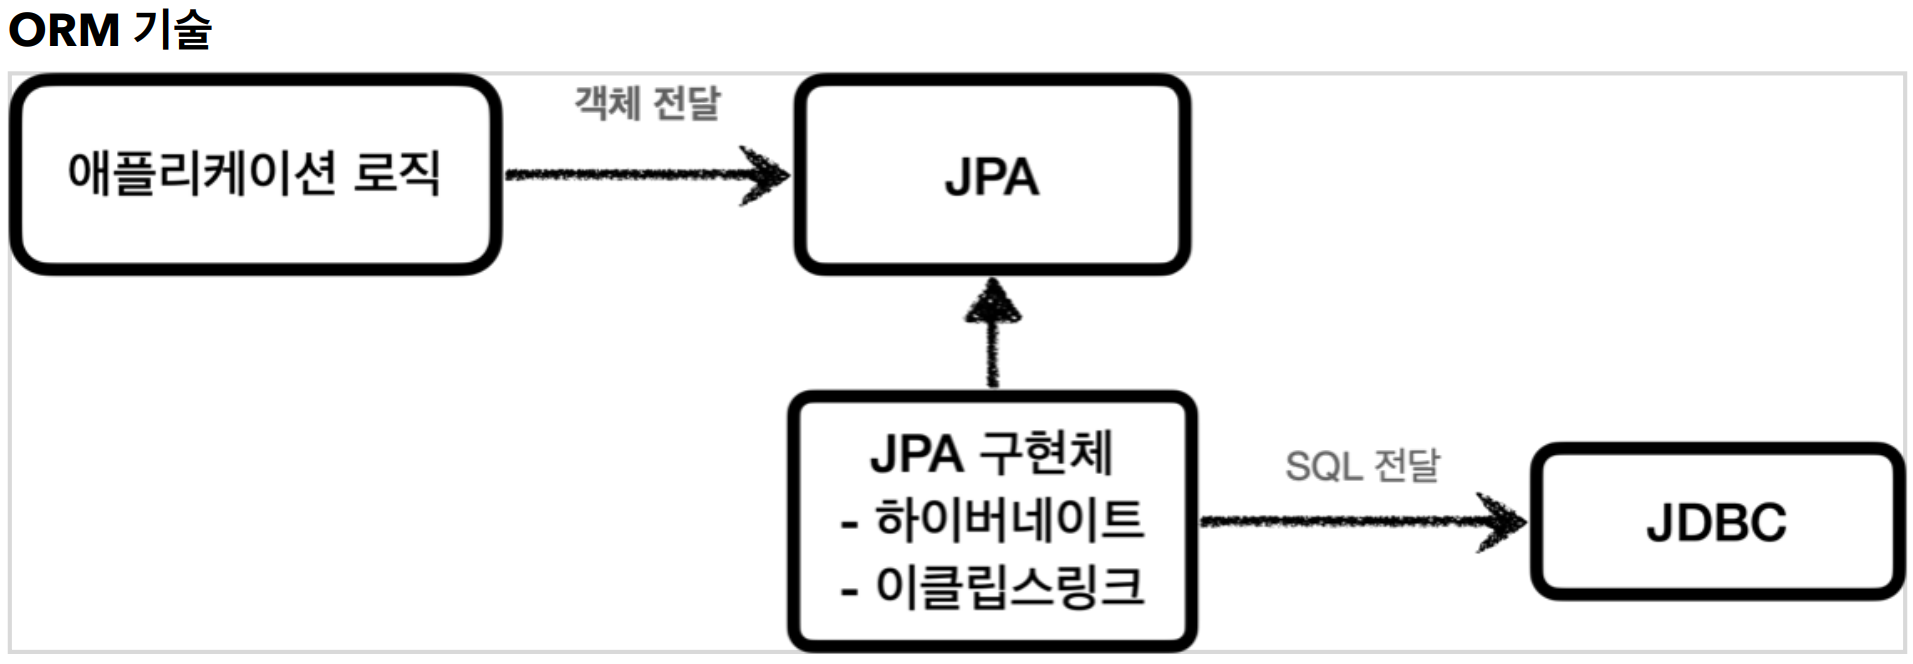 ORM 기술
객체 전달
애플리케이션 로직
JPA
JPA 구현체
- 하이버네이트
- 이클립스링크
SQL 전달
JDBC